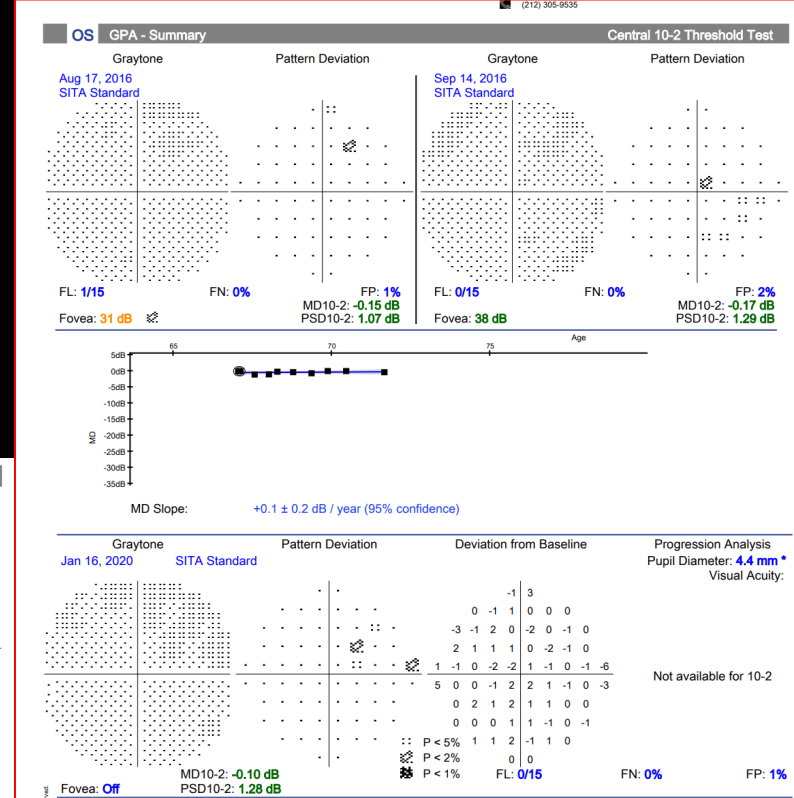 (212) 305-9535
OS GPA - Summary Central 10-2 Threshold Test
Graytone Pattern Deviation Graytone Pattern Deviation
Aug 17, 2016 Sep 14, 2016
SITA Standard SITA Standard
FL: 1/15 FN: 0% FP: 1% FL: 0/15 FN: 0% FP: 2%
MD10-2: -0.15 dB MD10-2: -0.17 dB
Fovea: 31 dB PSD10-2: 1.07 dB Fovea: 38 dB PSD10-2: 1.29 dB
Age
65 70 75
5dB
0dB
-5dB
-10dB
-15dB
MD -20dB
-25dB
-30dB
-35dB
MD Slope: +0.1 ± 0.2 dB / year (95% confidence)
Graytone Pattern Deviation Deviation from Baseline Progression Analysis
Jan 16, 2020 SITA Standard Pupil Diameter: 4.4 mm *
Visual Acuity:
-1 3
0 -1 1 0 0 0
-3 -1 2 0 -2 0 -1 0
2 1 1 1 0 -2 -1 0
1 -1 0 -2 -2 1 -1 0 -1 -6
Not available for 10-2
5 0 0 -1 2 2 1 -1 0 -3
0 2 1 2 1 1 0 0
0 0 0 1 1 -1 0 -1
P < 5% 1 1 2 -1 1 0
P < 2% 0 0
P < 1% FL: 0/15 FN: 0% FP: 1%
MD10-2: -0.10 dB
Fovea: Off PSD10-2: 1.28 dB
ved.